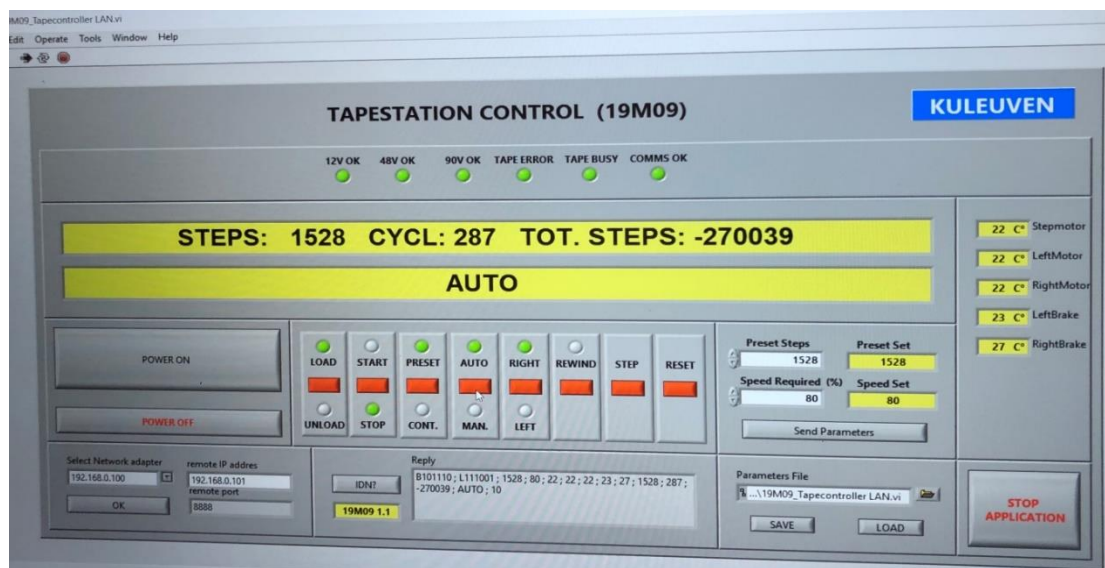 M09_Tapecontroller LAN.vi
Edit Operate Tools Window Help
TAPESTATION CONTROL (19M09)
KULEUVEN
12V OK 48V OK 90V OK TAPE ERROR TAPE BUSY COMMS OK
STEPS: 1528 CYCL: 287 TOT. STEPS: -270039
AUTO
22 C° Stepmotor
22 C° LeftMotor
22 C° RightMotor
23 C° LeftBrake
27 C° RightBrake
POWER ON
POWER OFF
LOAD START PRESET AUTO RIGHT REWIND STEP RESET
UNLOAD STOP CONT. MAN. LEFT
Preset Steps Preset Set
1528 1528
Speed Required (%) Speed Set
80 80
Send Parameters
Select Network adapter remote IP addres
192.168.0.100 192.168.0.101
remote port
OK 8888
IDN?
19M09 1.1
Reply
B101110 ; L111001 ; 1528 ; 80 ; 22 ; 22 ; 22 ; 23 ; 27 ; 1528 ; 287 ;
-270039 ; AUTO ; 10
Parameters File
...\19M09_Tapecontroller LAN.vi
SAVE LOAD
STOP
APPLICATION